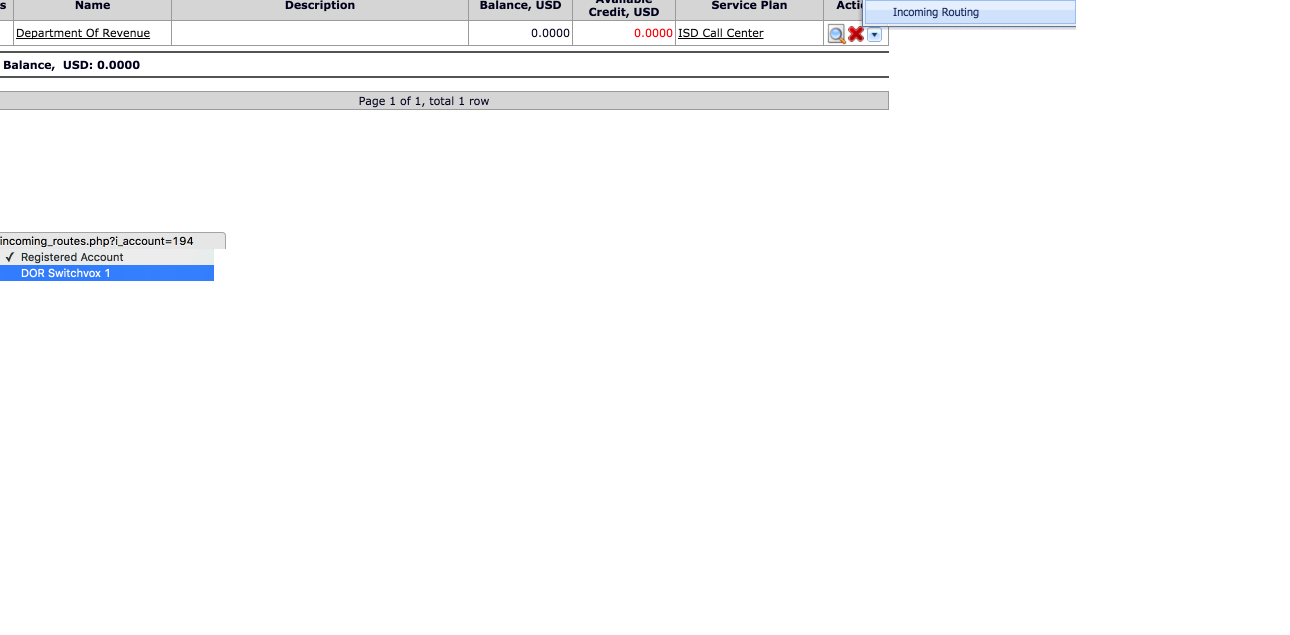 s Name Description Balance, USD Available Credit, USD Service Plan Acti
Incoming Routing
Department Of Revenue 0.0000 0.0000 ISD Call Center
Balance, USD: 0.0000
Page 1 of 1, total 1 row
incoming_routes.php?i_account=194
✓ Registered Account
DOR Switchvox 1